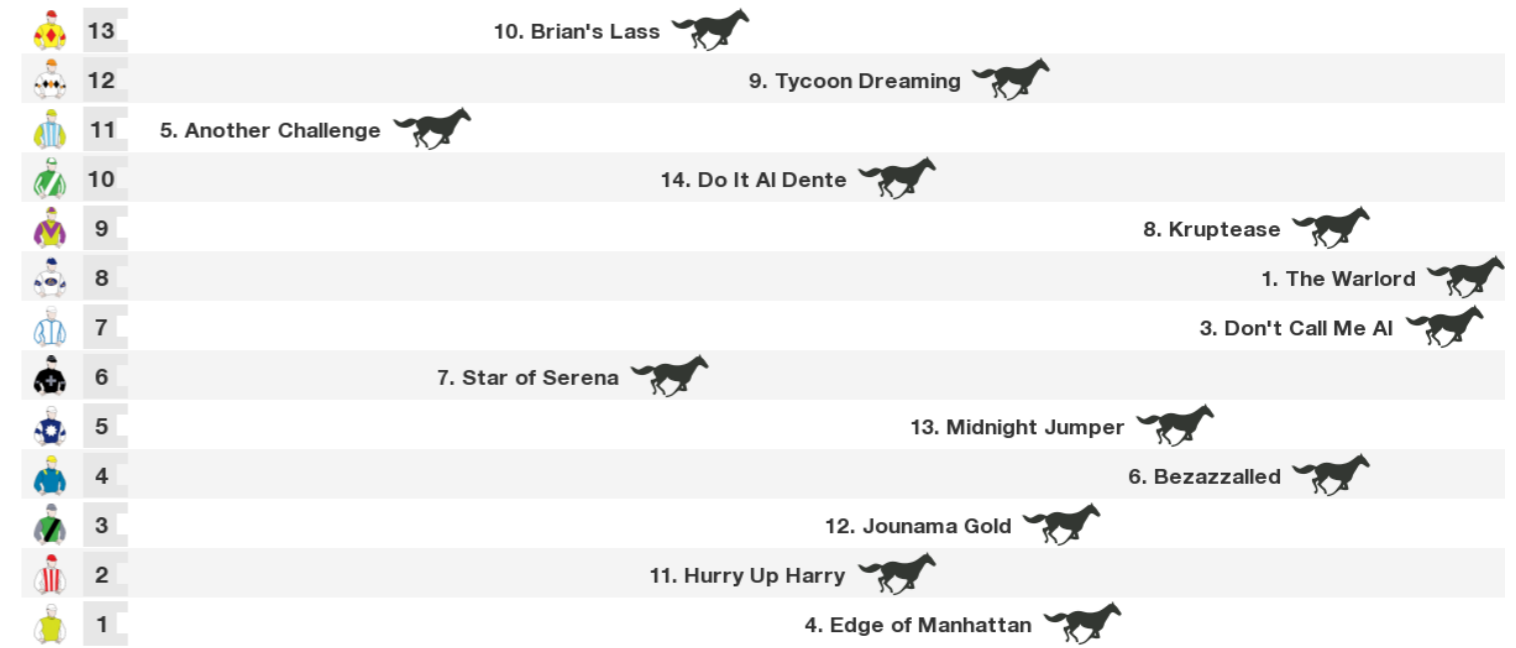 13 10. Brian's Lass
12 9. Tycoon Dreaming
11 5. Another Challenge
10 14. Do It Al Dente
9 8. Kruptease
8 1. The Warlord
7 3. Don't Call Me Al
6 7. Star of Serena
5 13. Midnight Jumper
4 6. Bezazzalled
3 12. Jounama Gold
2 11. Hurry Up Harry
1 4. Edge of Manhattan